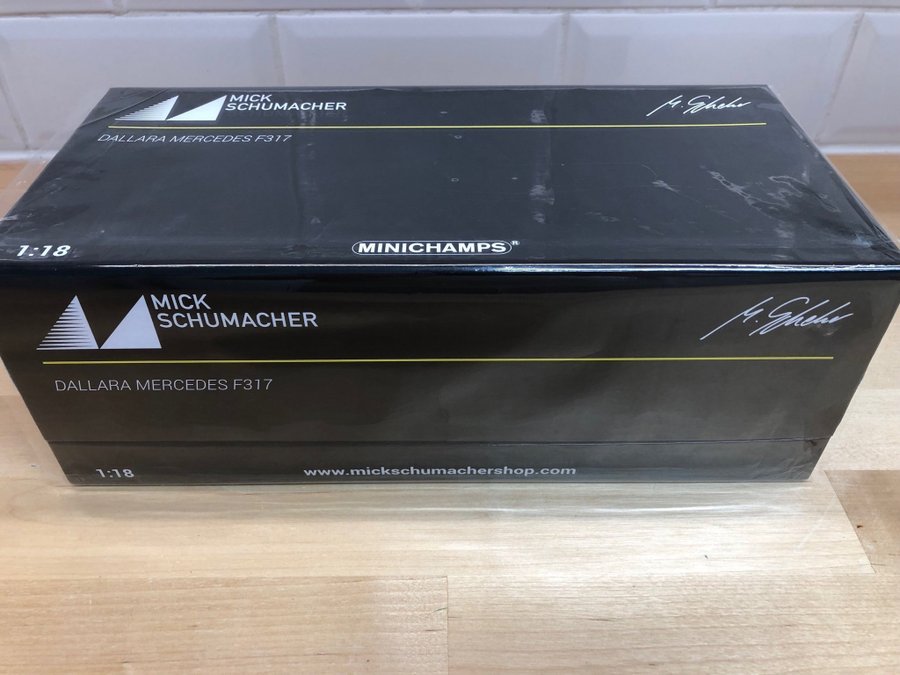 MICK
SCHUMACHER
DALLARA MERCEDES F317
1:18
MINICHAMPS®
MICK
SCHUMACHER
DALLARA MERCEDES F317
1:18
www.mickschumachershop.com